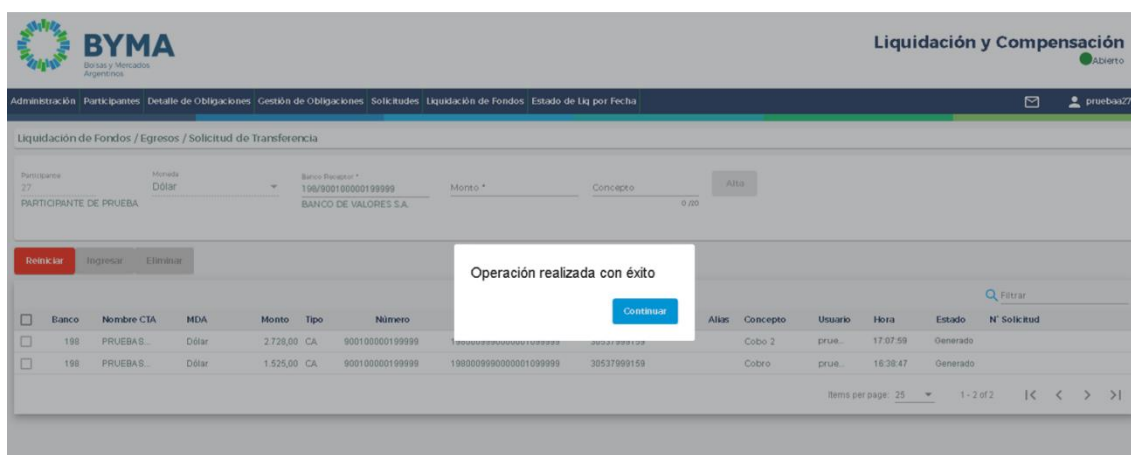 BYMA
Bolsas y Mercados
Argentinos
Liquidación y Compensación
Abierto
Administración Participantes Detalle de Obligaciones Gestión de Obligaciones Solicitudes Liquidación de Fondos Estado de Liq por Fecha pruebaa27
Liquidación de Fondos / Egresos / Solicitud de Transferencia
Participante Moneda Banco Receptor *
27 Dólar 198/900100000199999 Monto * Concepto Alta
PARTICIPANTE DE PRUEBA BANCO DE VALORES S.A. 0 /20
Reiniciar Ingresar Eliminar
Operación realizada con éxito
Continuar
Filtrar
Banco Nombre CTA MDA Monto Tipo Número Alias Concepto Usuario Hora Estado N° Solicitud
198 PRUEBAS... Dólar 2.728,00 CA 900100000199999 1980009990000001099999 30537999159 Cobo 2 prue... 17:07:59 Generado
198 PRUEBAS... Dólar 1.525,00 CA 900100000199999 1980009990000001099999 30537999159 Cobro prue... 16:38:47 Generado
Items per page: 25 1 - 2 of 2